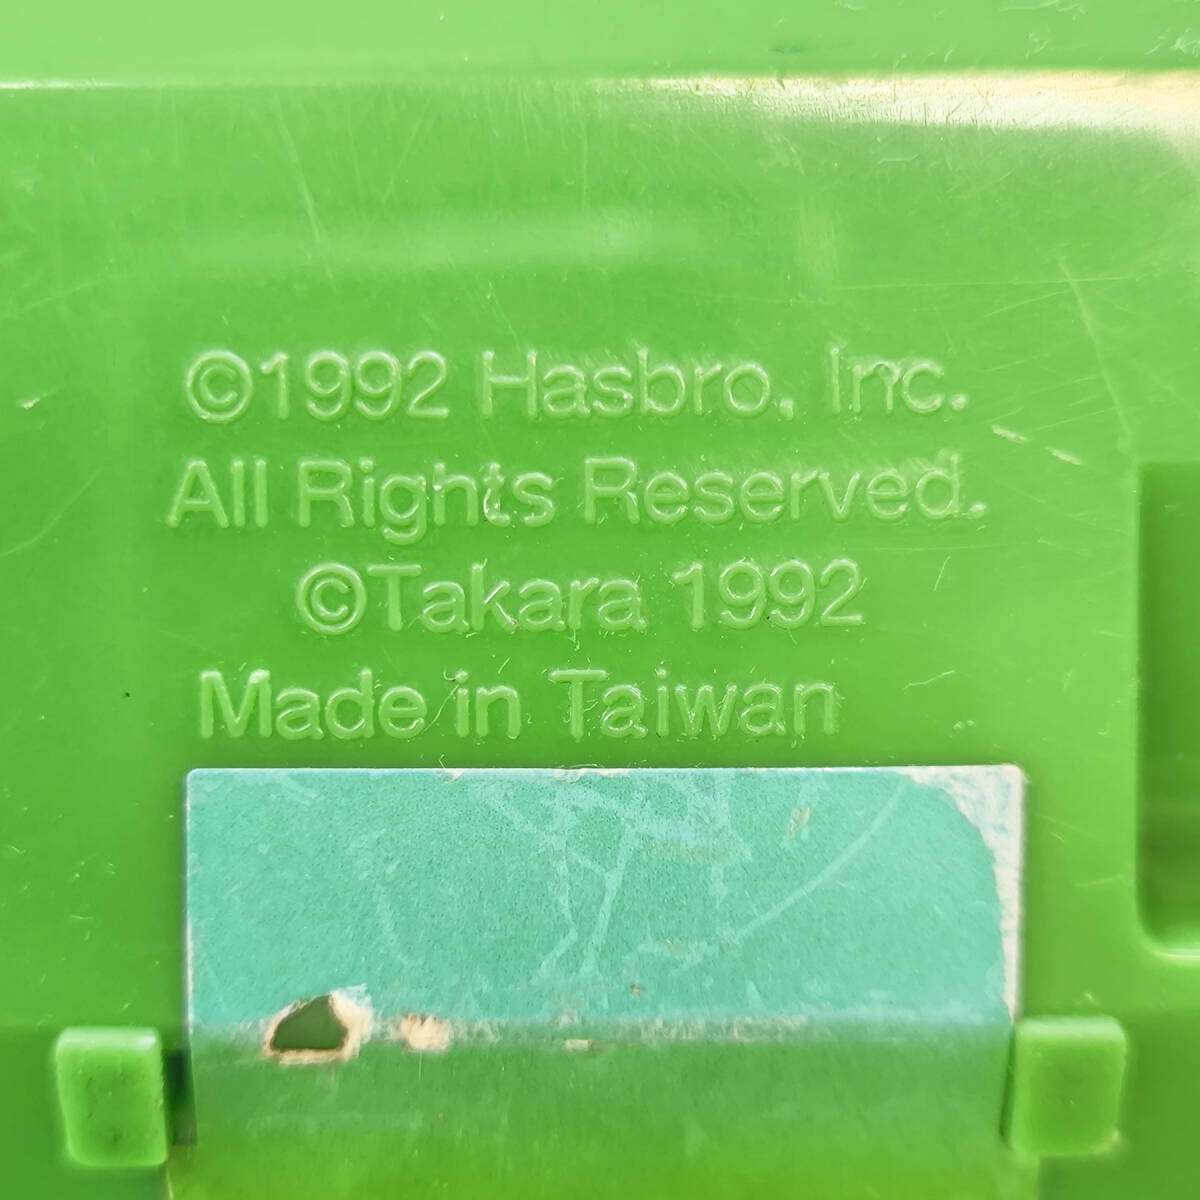 ©1992 Hasbro, Inc.
All Rights Reserved.
©Takara 1992
Made in Taiwan